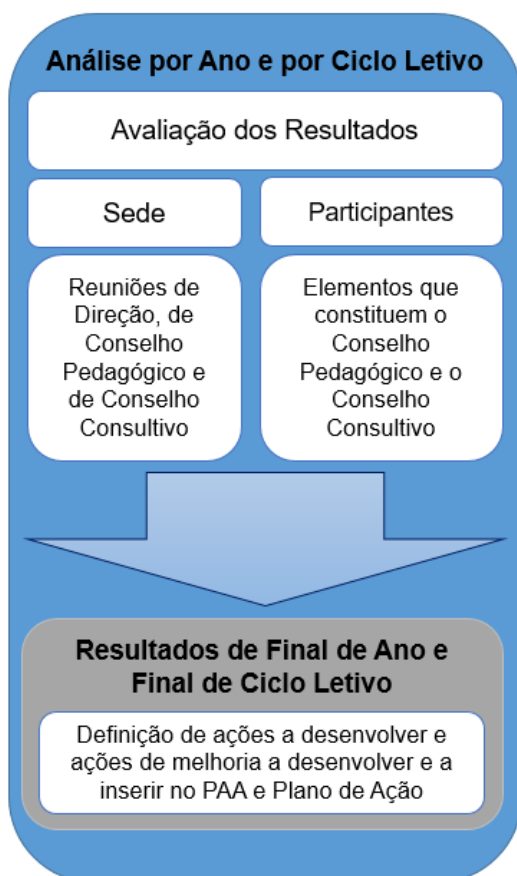 Análise por Ano e por Ciclo Letivo
Avaliação dos Resultados
Sede
Reuniões de
Direção, de
Conselho
Pedagógico e
de Conselho
Consultivo
Participantes
Elementos que
constituem o
Conselho
Pedagógico e o
Conselho
Consultivo
Resultados de Final de Ano e
Final de Ciclo Letivo
Definição de ações a desenvolver e
ações de melhoria a desenvolver e a
inserir no PAA e Plano de Ação